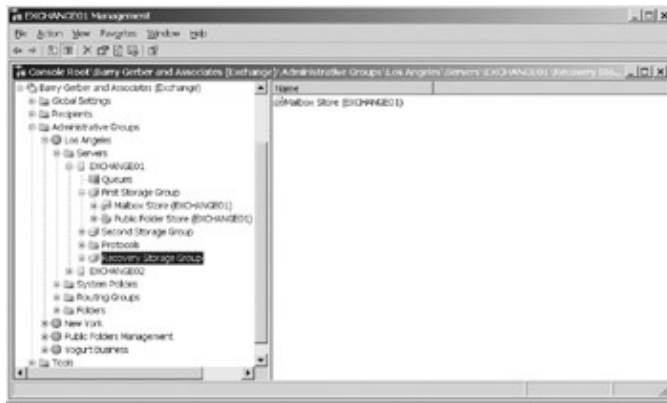 EXCHANGE01 Management
File Action View Favorites Window Help
Console Root\Barry Gerber and Associates (Exchange)\Administrative Groups\Los Angeles\Servers\EXCHANGE01\Recovery Sto...
Barry Gerber and Associates (Exchange)
Global Settings
Recipients
Administrative Groups
Los Angeles
Servers
EXCHANGE01
Queues
First Storage Group
Mailbox Store (EXCHANGE01)
Public Folder Store (EXCHANGE01)
Second Storage Group
Protocols
Recovery Storage Group
EXCHANGE02
System Policies
Routing Groups
Folders
New York
Public Folders Management
Yogurt Business
Tools
Name
Mailbox Store (EXCHANGE01)